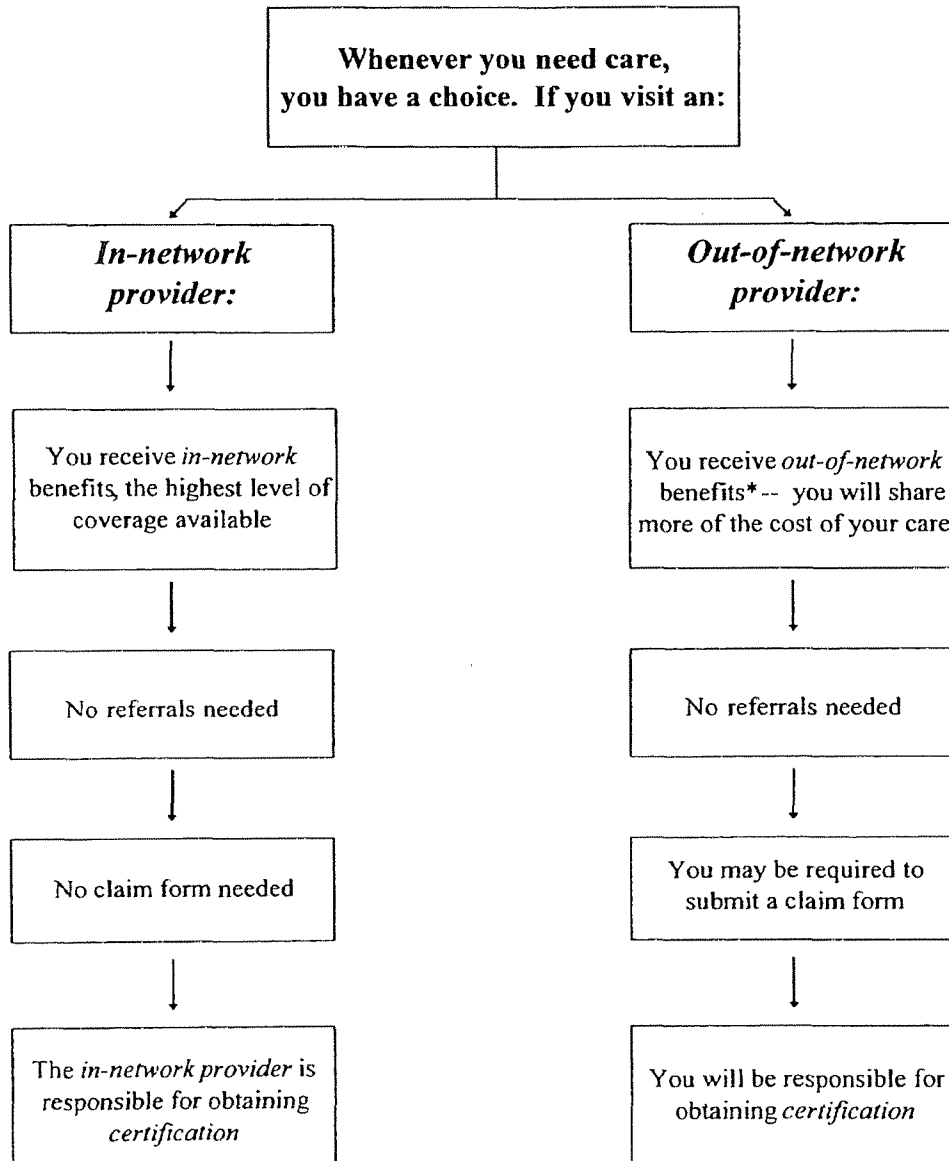 Whenever you need care,
you have a choice. If you visit an:
In-network
provider:
You receive in-network
benefits, the highest level of
coverage available
No referrals needed
No claim form needed
The in-network provider is
responsible for obtaining
certification
Out-of-network
provider:
You receive out-of-network
benefits* -- you will share
more of the cost of your care
No referrals needed
You may be required to
submit a claim form
You will be responsible for
obtaining certification